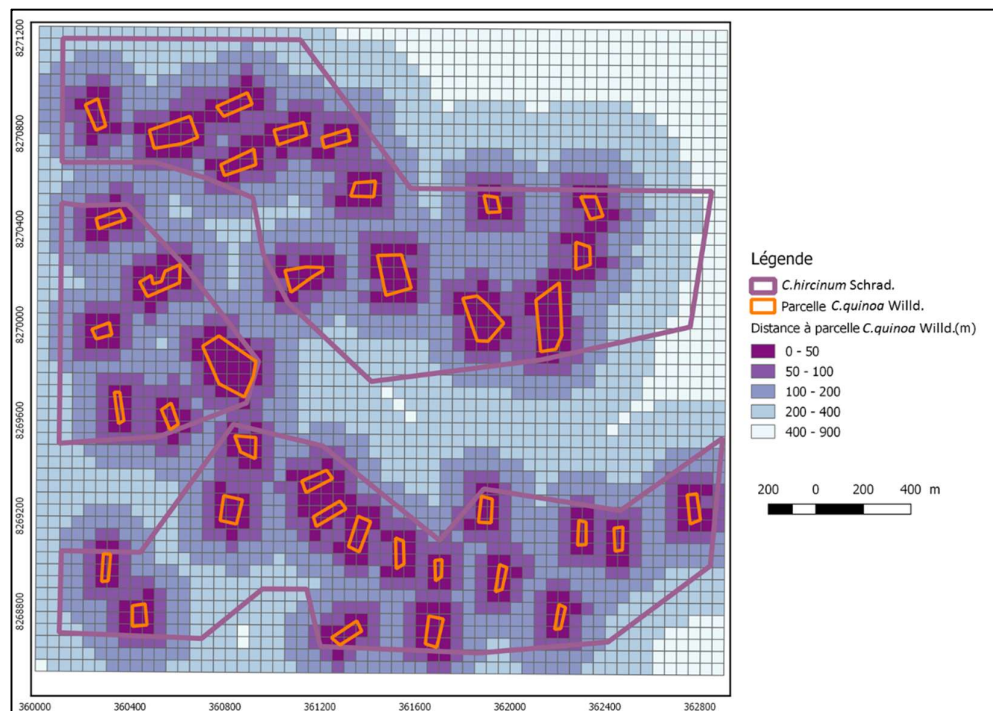 8271200
8270800
8270400
8270000
8269600
8269200
8268800
360000 360400 360800 361200 361600 362000 362400 362800
Légende
C.hircinum Schrad.
Parcelle C.quinoa Willd.
Distance à parcelle C.quinoa Willd.(m)
0 - 50
50 - 100
100 - 200
200 - 400
400 - 900
200 0 200 400 m